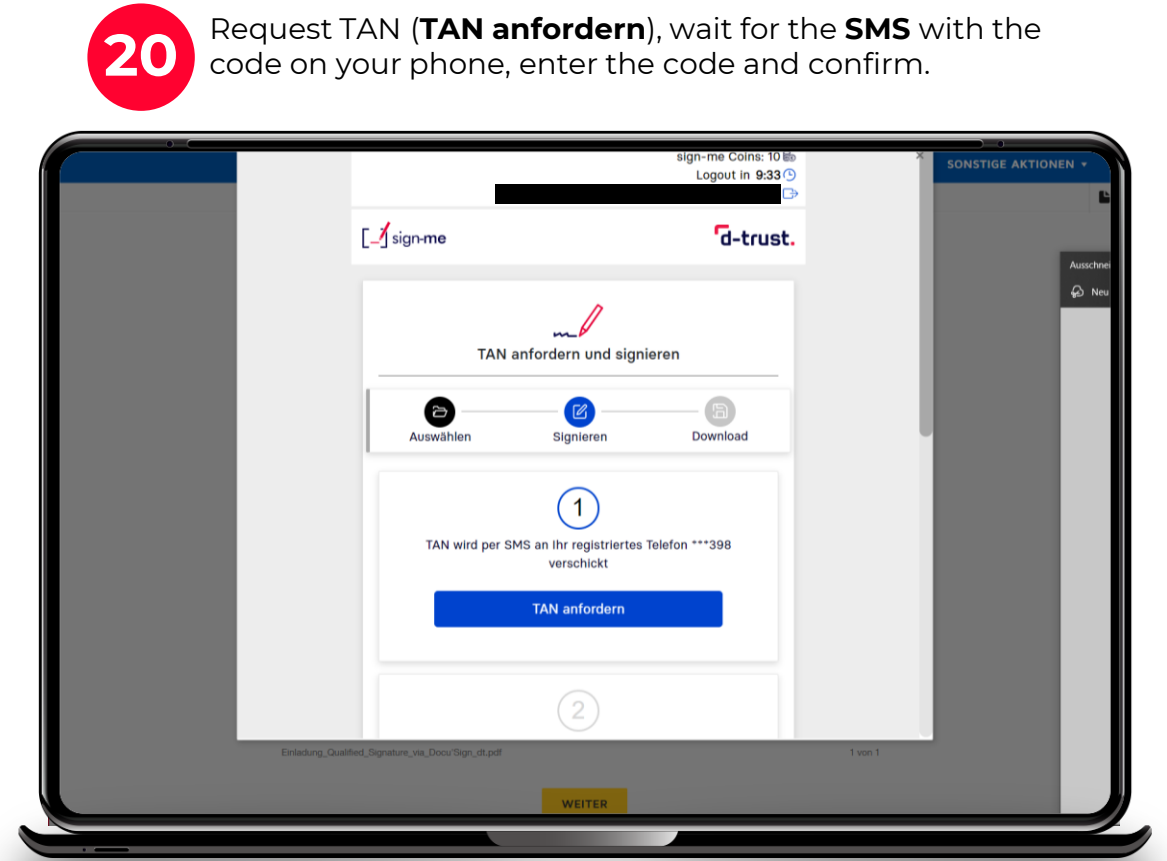 20
Request TAN (TAN anfordern), wait for the SMS with the
code on your phone, enter the code and confirm.
sign-me Coins: 10
Logout in 9:33
×
SONSTIGE AKTIONEN
sign-me
d-trust.
Ausschnei
Neu
TAN anfordern und signieren
Auswählen
Signieren
Download
1
TAN wird per SMS an Ihr registriertes Telefon ***398
verschickt
TAN anfordern
2
Einladung_Qualified_Signature_via_Docu'Sign_dt.pdf
1 von 1
WEITER